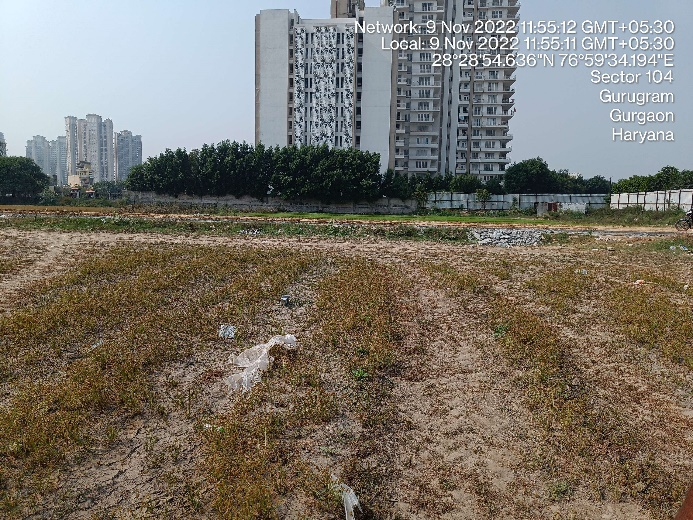 Network: 9 Nov 2022 11:55:12 GMT+05:30
Local: 9 Nov 2022 11:55:11 GMT+05:30
28°28'54.636"N 76°59'34.194"E
Sector 104
Gurugram
Gurgaon
Haryana